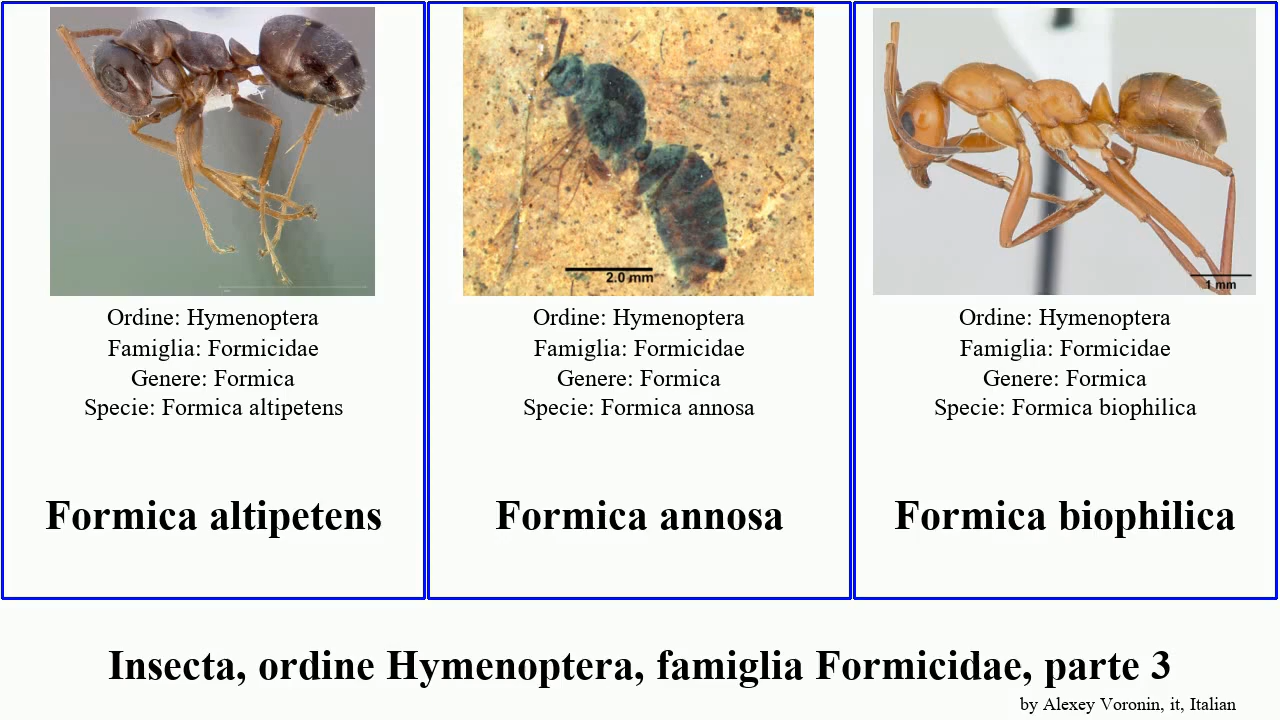 2.0 mm
1 mm
Ordine: Hymenoptera
Famiglia: Formicidae
Genere: Formica
Specie: Formica altipetens
Formica altipetens
Ordine: Hymenoptera
Famiglia: Formicidae
Genere: Formica
Specie: Formica annosa
Formica annosa
Ordine: Hymenoptera
Famiglia: Formicidae
Genere: Formica
Specie: Formica biophilica
Formica biophilica
Insecta, ordine Hymenoptera, famiglia Formicidae, parte 3
by Alexey Voronin, it, Italian